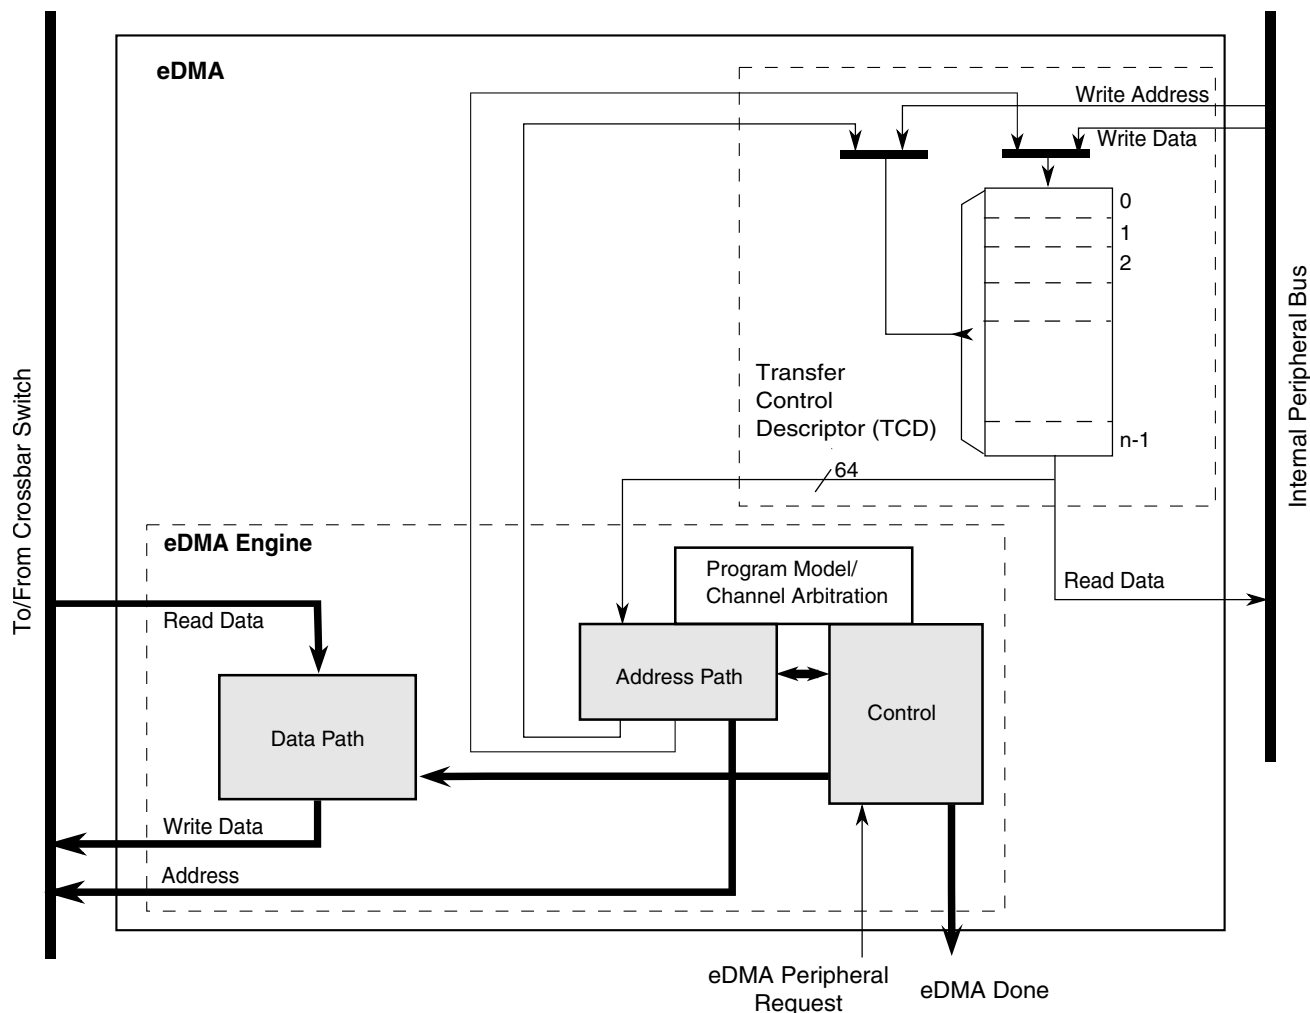 eDMA
Write Address
Write Data
0
1
2
n-1
Transfer
Control
Descriptor (TCD)
64
To/From Crossbar Switch
Internal Peripheral Bus
eDMA Engine
Program Model/
Channel Arbitration
Read Data
Read Data
Address Path
Control
Data Path
Write Data
Address
eDMA Peripheral
Request
eDMA Done